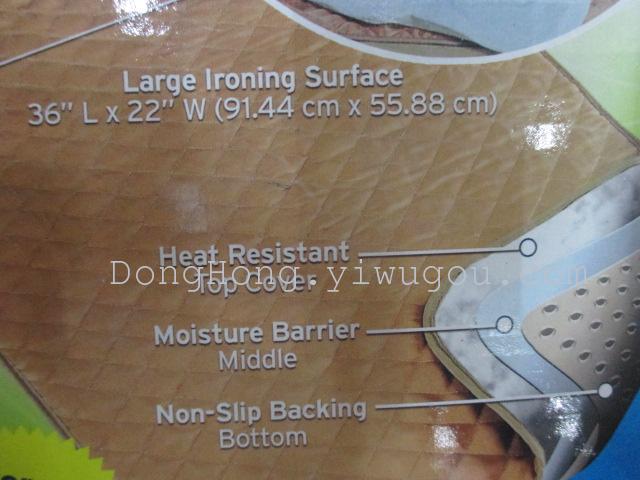 Large Ironing Surface
36" L x 22" W (91.44 cm x 55.88 cm)
Heat Resistant
DongHong.yiwugou.com
Top Cover
Moisture Barrier
Middle
Non-Slip Backing
Bottom